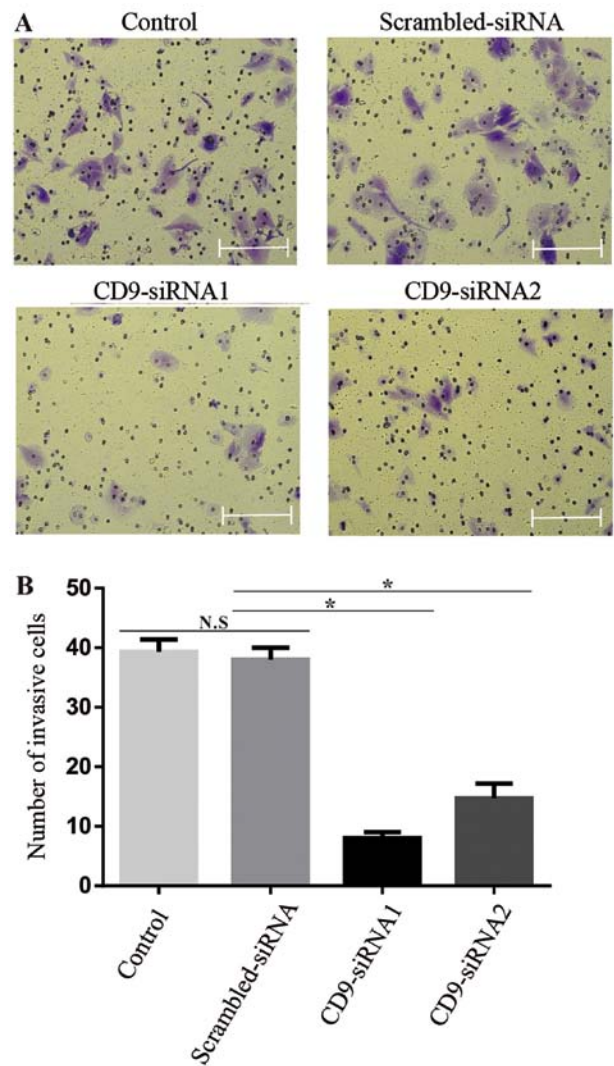 A
Control
Scrambled-siRNA
CD9-siRNA1
CD9-siRNA2
B
Number of invasive cells
50
40
30
20
10
0
*
*
N.S
Control
Scrambled-siRNA
CD9-siRNA1
CD9-siRNA2